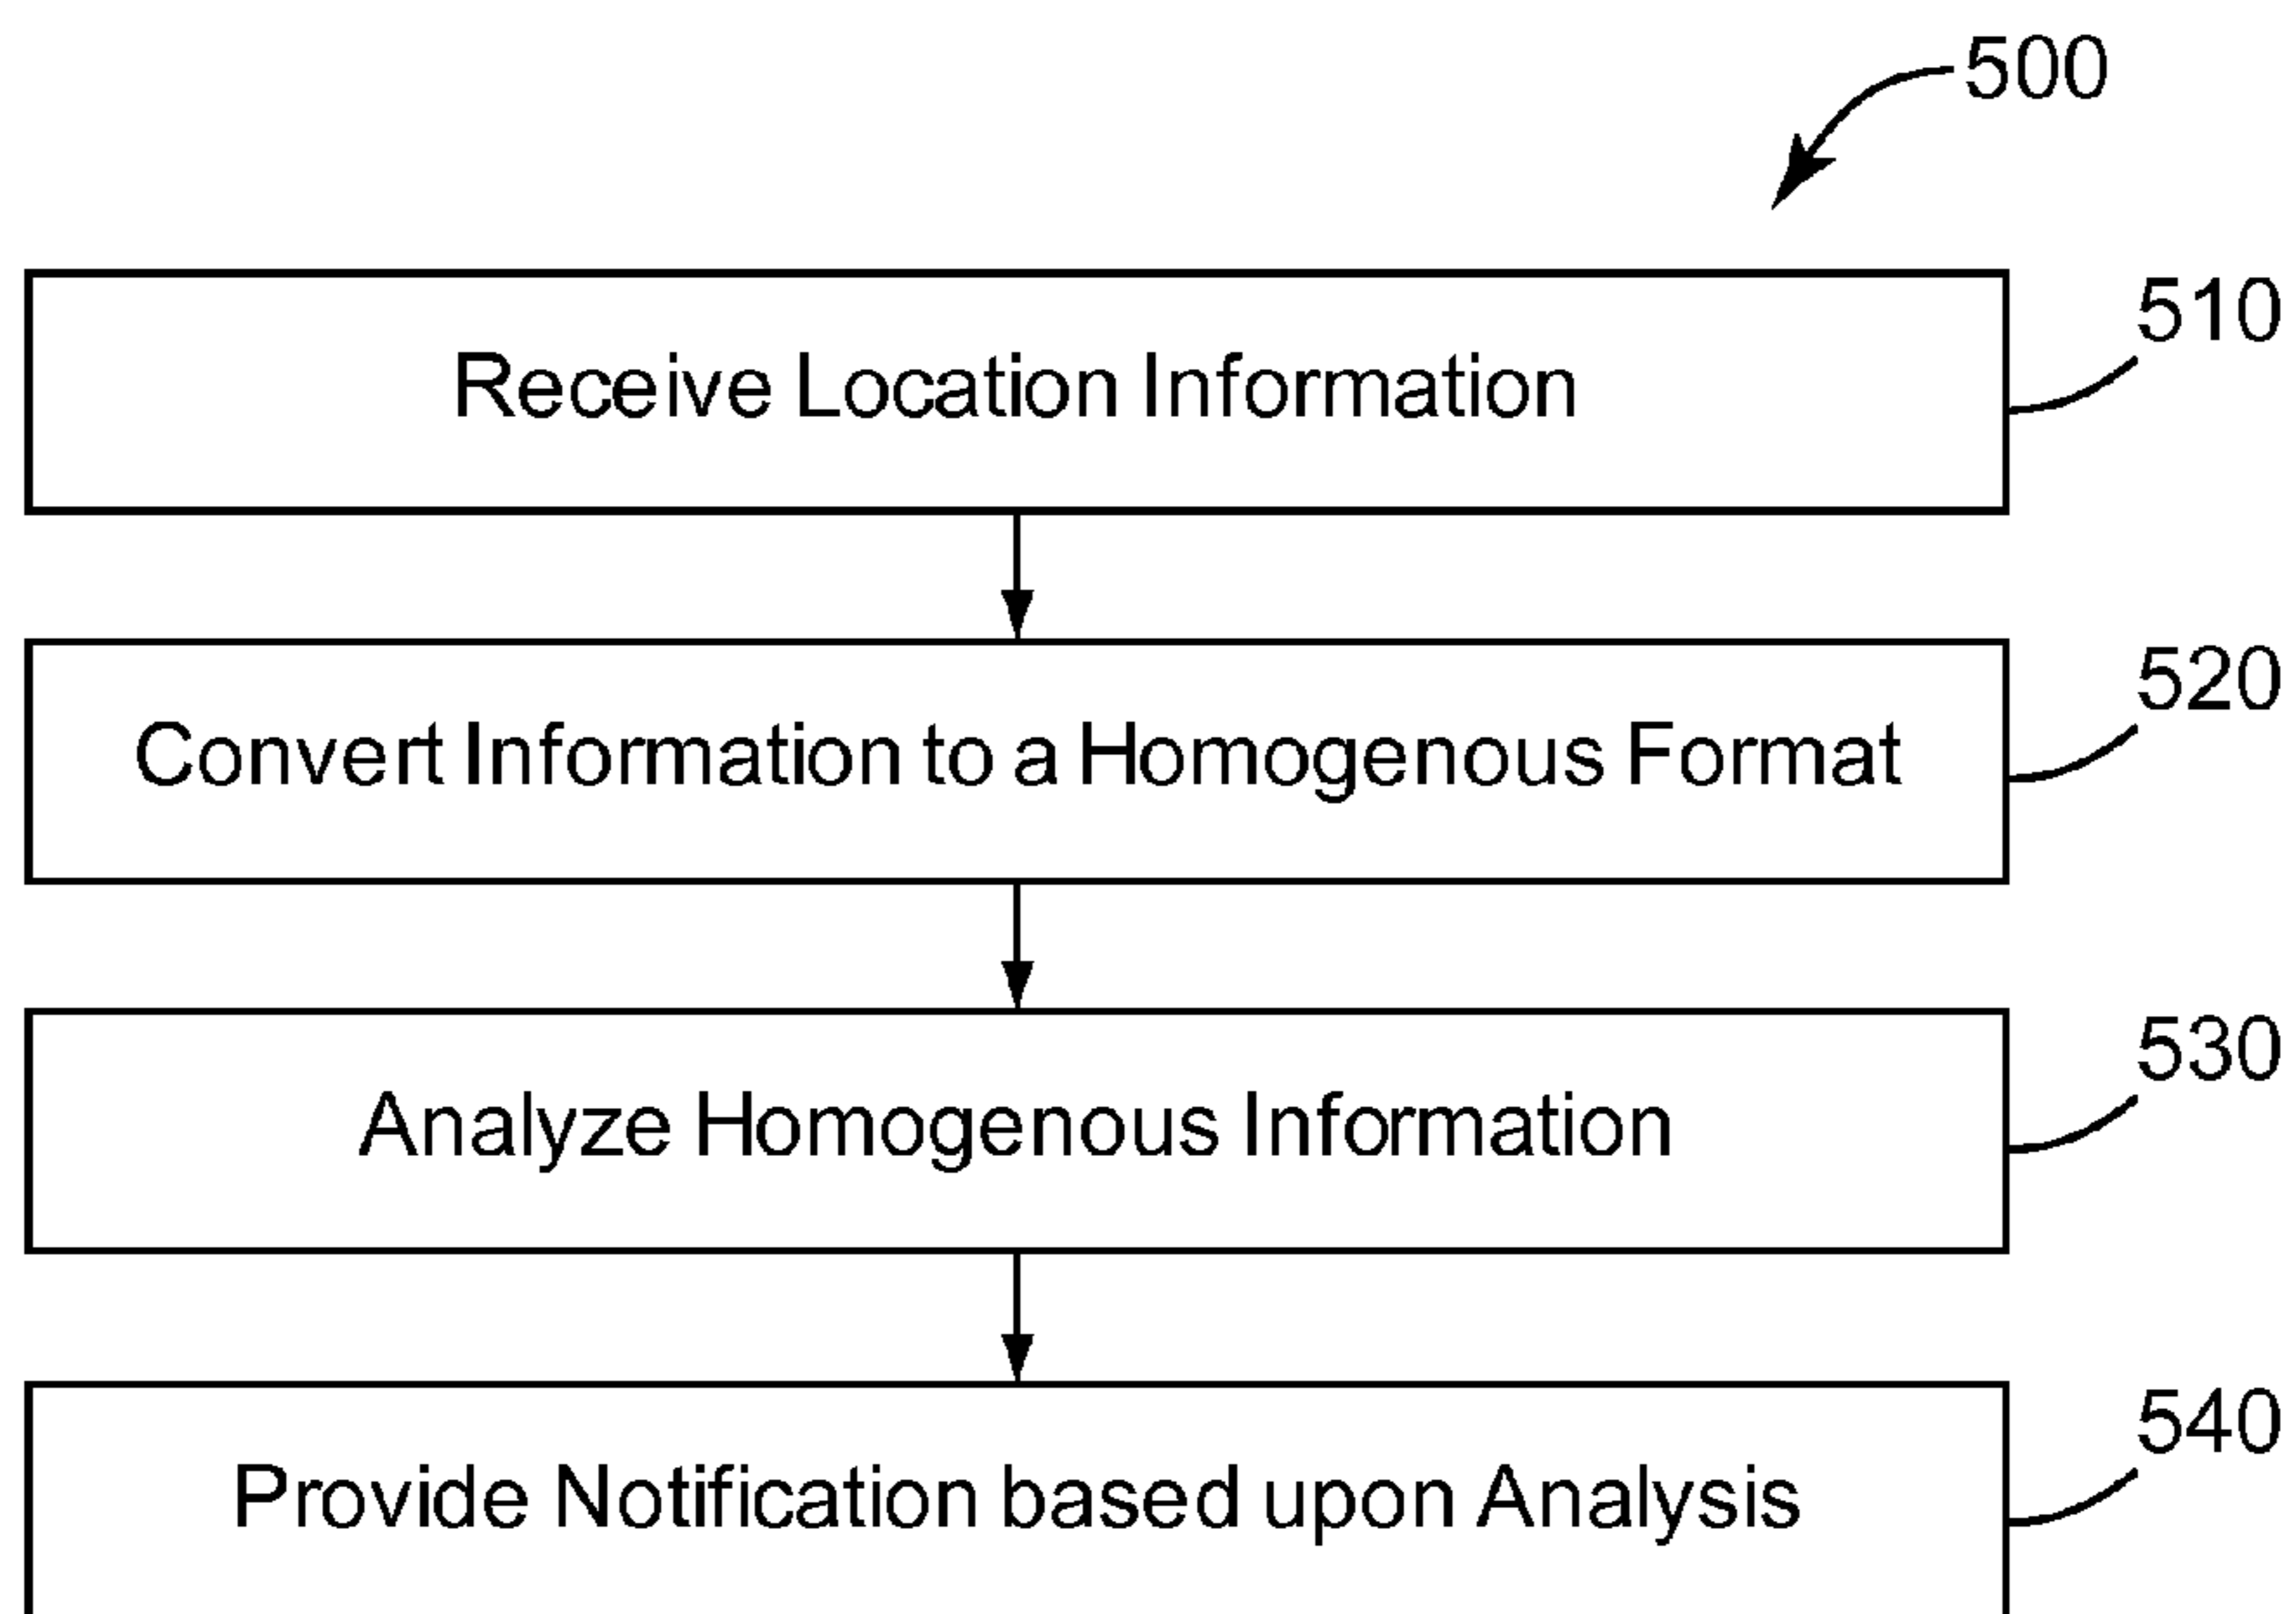 500
510
Receive Location Information
520
Convert Information to a Homogenous Format
530
Analyze Homogenous Information
540
Provide Notification based upon Analysis